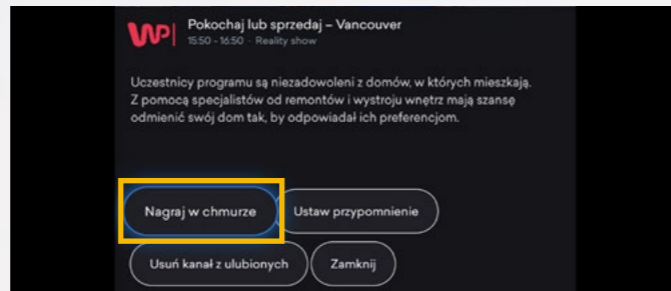 WP Pokochaj lub sprzedaj – Vancouver
15:50 - 16:50 · Reality show
Uczestnicy programu są niezadowoleni z domów, w których mieszkają.
Z pomocą specjalistów od remontów i wystroju wnętrz mają szansę
odmienić swój dom tak, by odpowiadał ich preferencjom.
Nagraj w chmurze Ustaw przypomnienie
Usuń kanał z ulubionych Zamknij